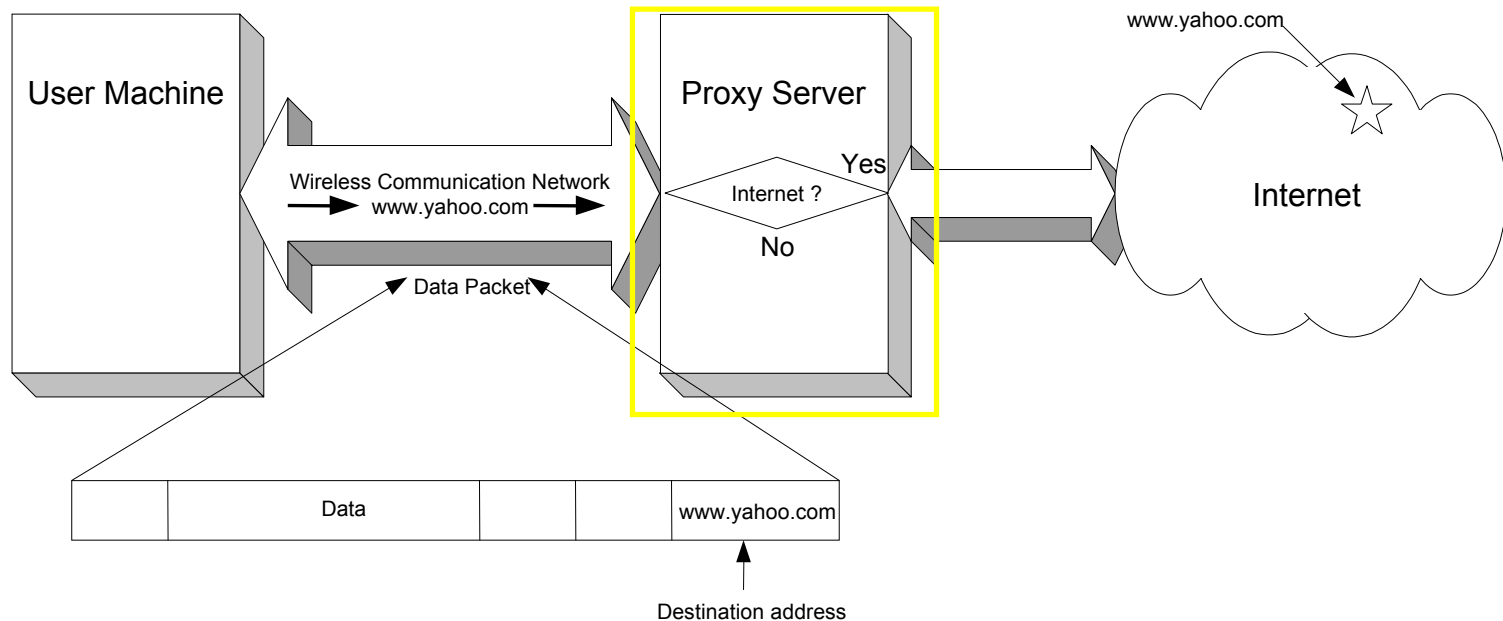 www.yahoo.com
User Machine
Proxy Server
Yes
Wireless Communication Network
www.yahoo.com
Internet ?
Internet
No
Data Packet
Data
www.yahoo.com
Destination address